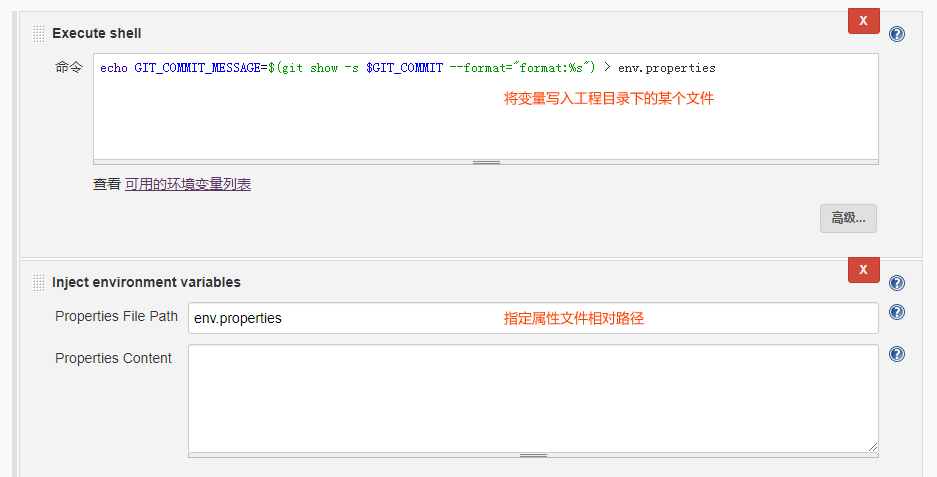 Execute shell
X
?
命令
echo GIT_COMMIT_MESSAGE=$(git show -s $GIT_COMMIT --format="format:%s") > env.properties
将变量写入工程目录下的某个文件
查看 可用的环境变量列表
高级...
Inject environment variables
X
?
Properties File Path
env.properties
指定属性文件相对路径
?
Properties Content
?